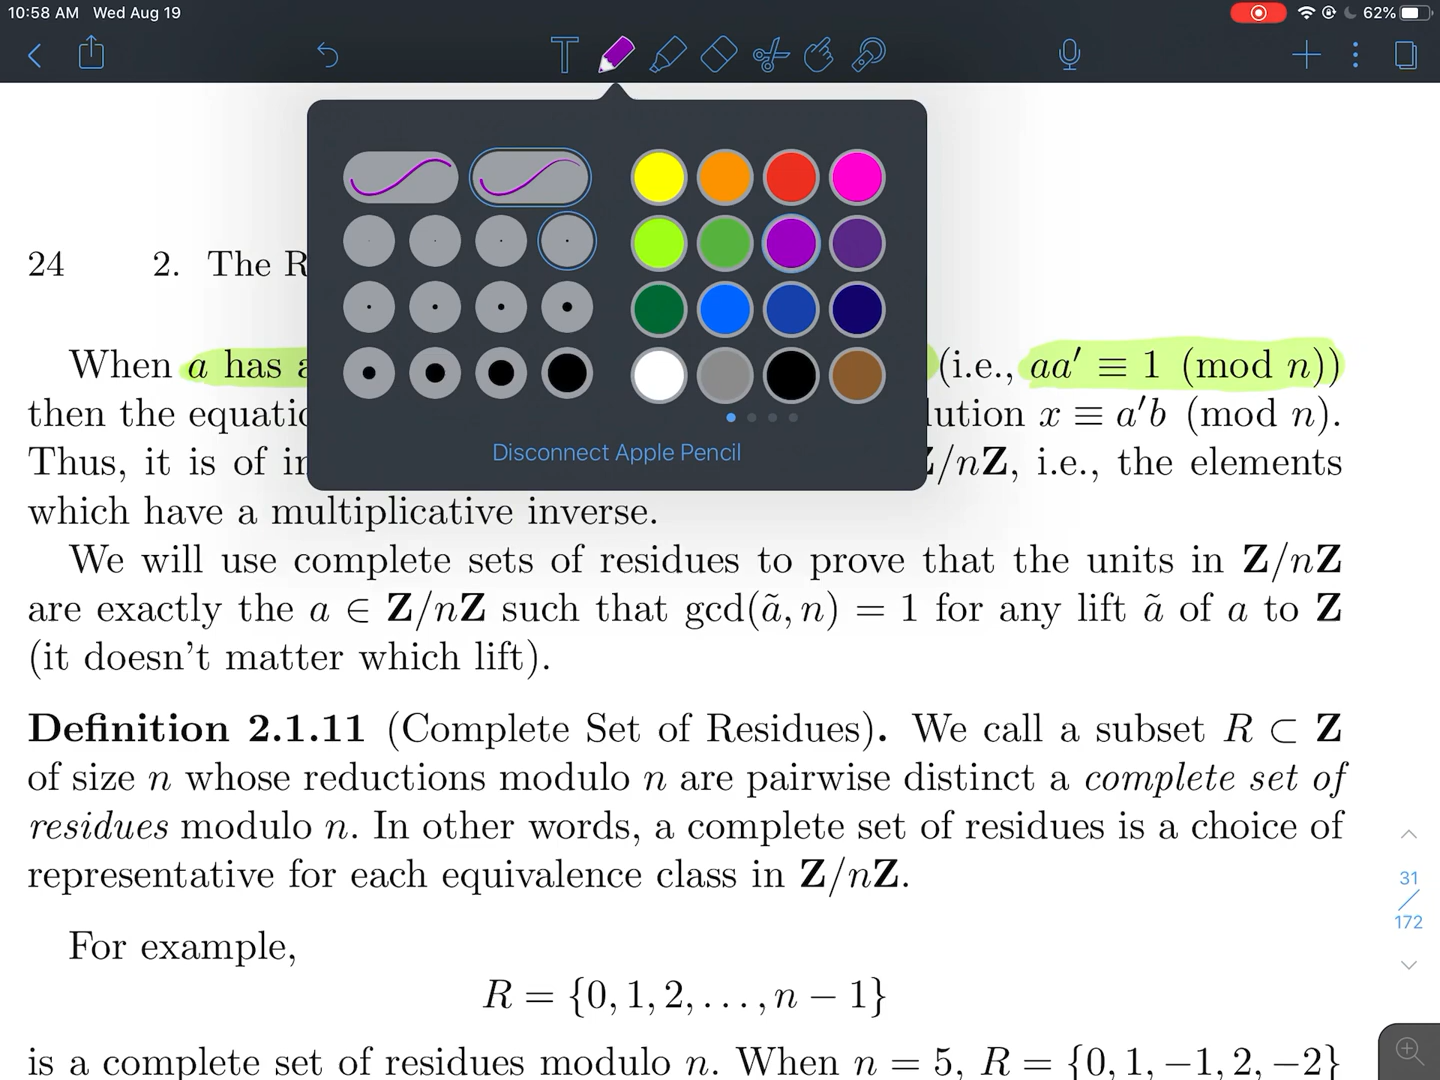 10:58 AM Wed Aug 19
62%
T
24 2. The R
When a has a (i.e., aa′ ≡ 1 (mod n))
then the equatio lution x ≡ a′b (mod n).
Thus, it is of in Z/nZ, i.e., the elements
which have a multiplicative inverse.
We will use complete sets of residues to prove that the units in Z/nZ
are exactly the a ∈ Z/nZ such that gcd(ã, n) = 1 for any lift ã of a to Z
(it doesn't matter which lift).
Definition 2.1.11 (Complete Set of Residues). We call a subset R ⊂ Z
of size n whose reductions modulo n are pairwise distinct a complete set of
residues modulo n. In other words, a complete set of residues is a choice of
representative for each equivalence class in Z/nZ.
For example,
R = {0, 1, 2, . . . , n − 1}
is a complete set of residues modulo n. When n = 5, R = {0, 1, −1, 2, −2}
Disconnect Apple Pencil
31
/
172